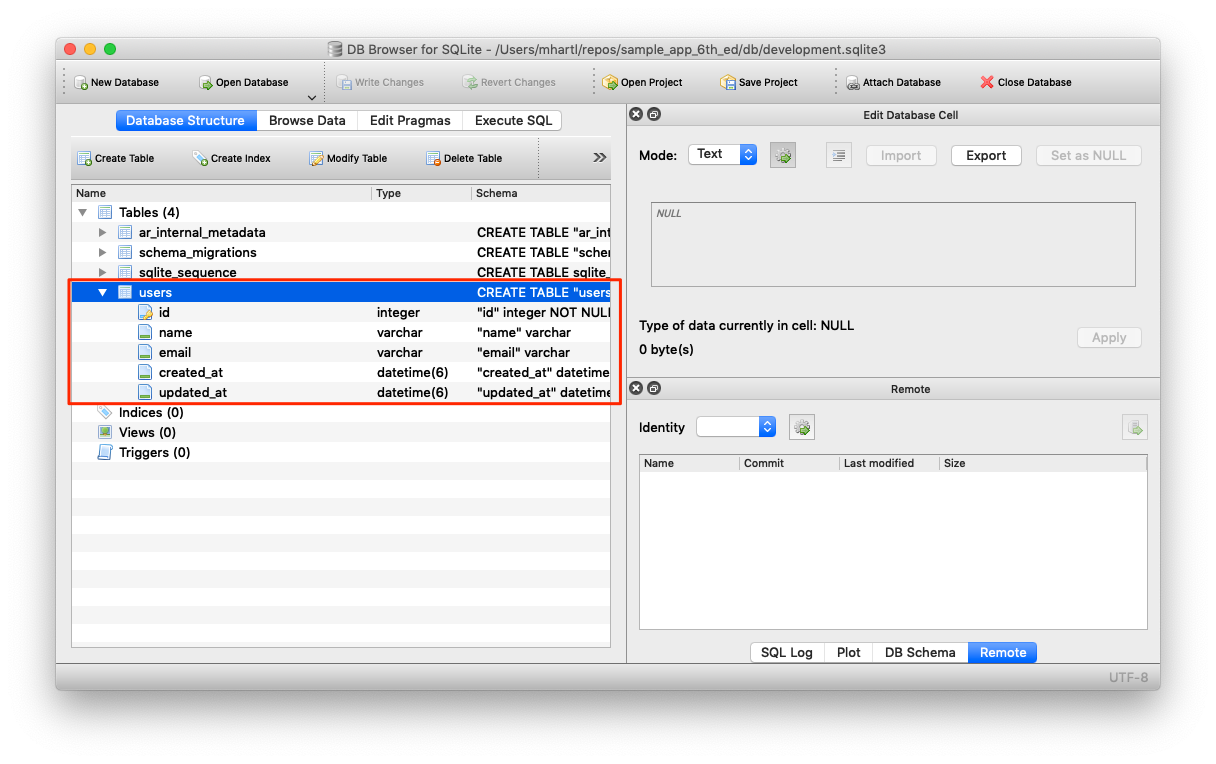 DB Browser for SQLite - /Users/mhartl/repos/sample_app_6th_ed/db/development.sqlite3
New Database Open Database Write Changes Revert Changes Open Project Save Project Attach Database Close Database
Database Structure Browse Data Edit Pragmas Execute SQL
Create Table Create Index Modify Table Delete Table »
Name Type Schema
Tables (4)
ar_internal_metadata CREATE TABLE "ar_int
schema_migrations CREATE TABLE "scher
sqlite_sequence CREATE TABLE sqlite_
users CREATE TABLE "users
id integer "id" integer NOT NULL
name varchar "name" varchar
email varchar "email" varchar
created_at datetime(6) "created_at" datetime
updated_at datetime(6) "updated_at" datetime
Indices (0)
Views (0)
Triggers (0)
Edit Database Cell
Mode: Text Import Export Set as NULL
NULL
Type of data currently in cell: NULL
0 byte(s)
Apply
Remote
Identity
Name Commit Last modified Size
SQL Log Plot DB Schema Remote
UTF-8